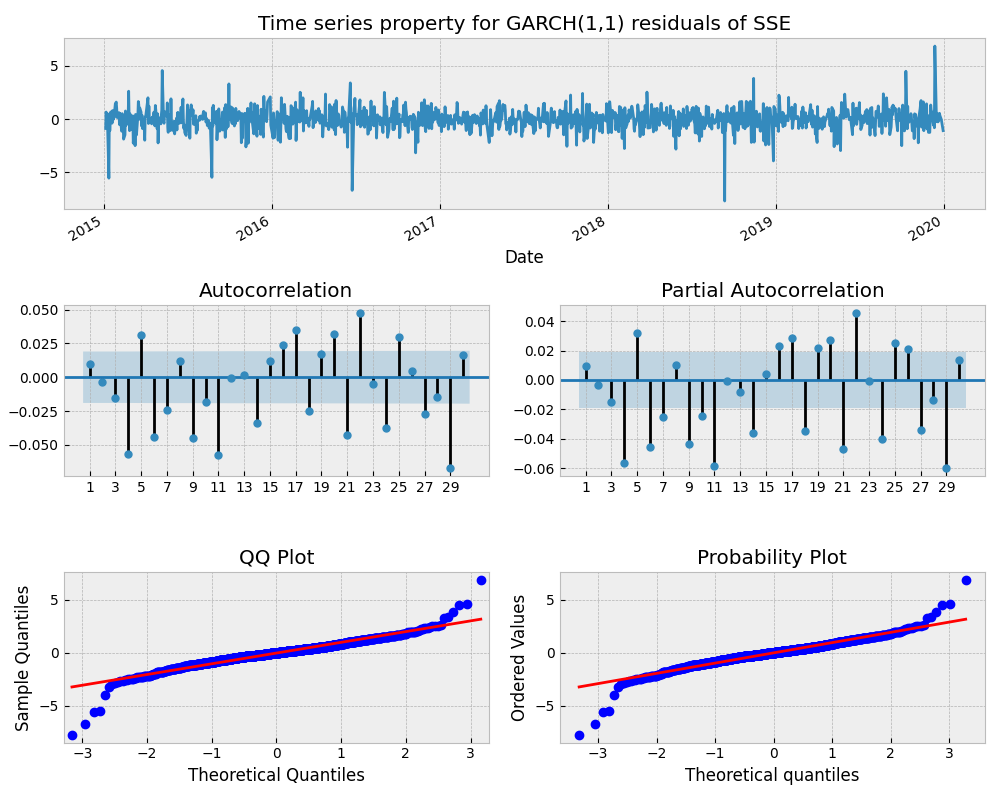 Time series property for GARCH(1,1) residuals of SSE
5
0
−5
2015 2016 2017 2018 2019 2020
Date
Autocorrelation
0.050
0.025
0.000
−0.025
−0.050
1 3 5 7 9 11 13 15 17 19 21 23 25 27 29
Partial Autocorrelation
0.04
0.02
0.00
−0.02
−0.04
−0.06
1 3 5 7 9 11 13 15 17 19 21 23 25 27 29
QQ Plot
Sample Quantiles
5
0
−5
−3 −2 −1 0 1 2 3
Theoretical Quantiles
Probability Plot
Ordered Values
5
0
−5
−3 −2 −1 0 1 2 3
Theoretical quantiles